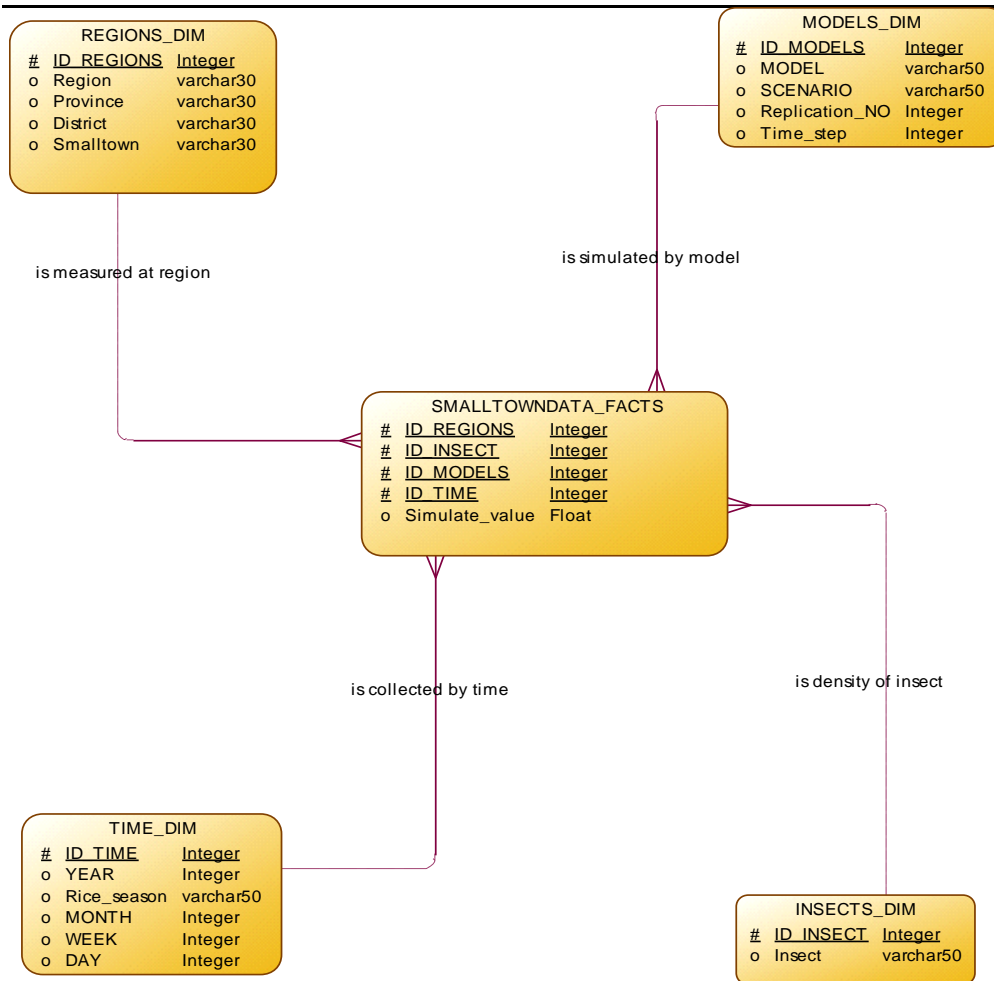 REGIONS_DIM
# ID_REGIONS Integer
o Region varchar30
o Province varchar30
o District varchar30
o Smalltown varchar30
MODELS_DIM
# ID_MODELS Integer
o MODEL varchar50
o SCENARIO varchar50
o Replication_NO Integer
o Time_step Integer
is measured at region
is simulated by model
SMALLTOWNDATA_FACTS
# ID_REGIONS Integer
# ID_INSECT Integer
# ID_MODELS Integer
# ID_TIME Integer
o Simulate_value Float
is collected by time
is density of insect
TIME_DIM
# ID_TIME Integer
o YEAR Integer
o Rice_season varchar50
o MONTH Integer
o WEEK Integer
o DAY Integer
INSECTS_DIM
# ID_INSECT Integer
o Insect varchar50